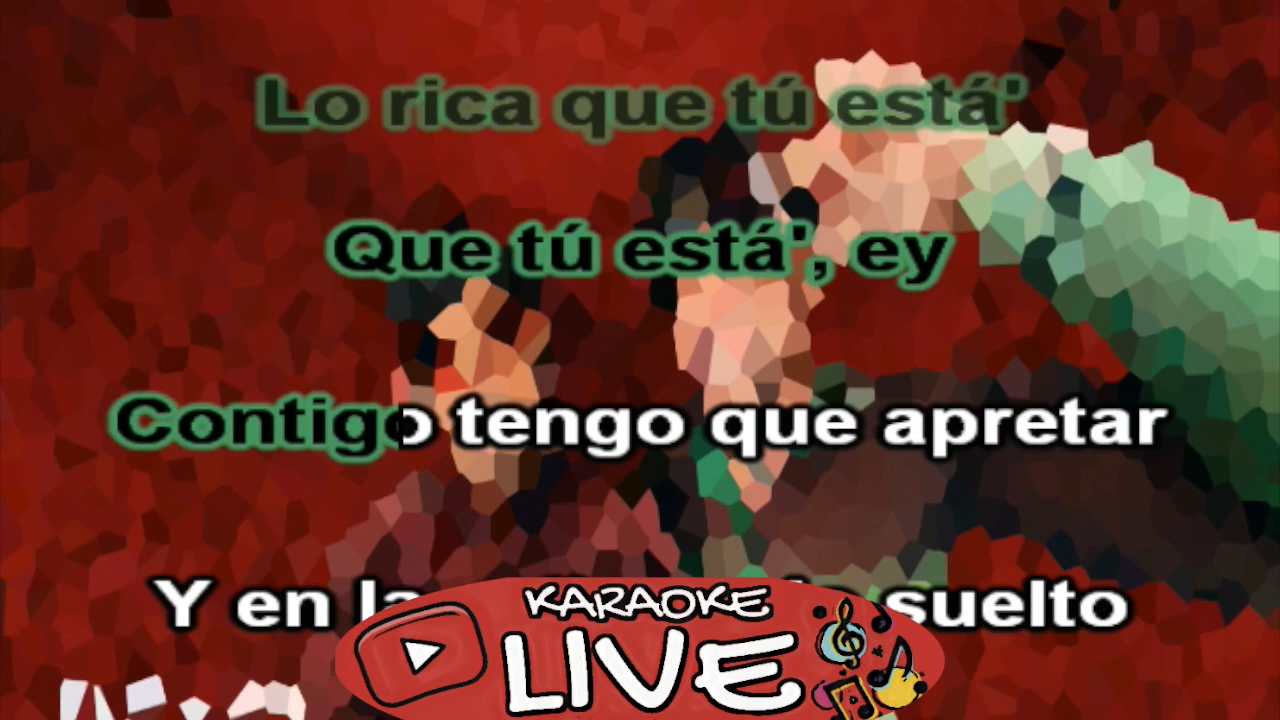 Lo rica que tú está'
Que tú está', ey
Contigo tengo que apretar
Y en la suelto
KARAOKE
LIVE